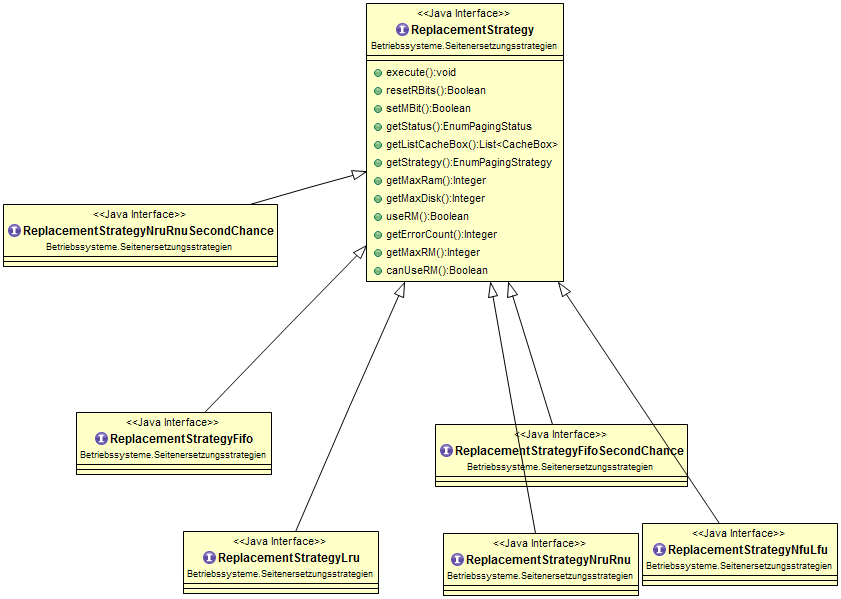 <<Java Interface>>
ReplacementStrategy
Betriebssysteme.Seitenersetzungsstrategien
execute():void
resetRBits():Boolean
setMBit():Boolean
getStatus():EnumPagingStatus
getListCacheBox():List<CacheBox>
getStrategy():EnumPagingStrategy
getMaxRam():Integer
getMaxDisk():Integer
useRM():Boolean
getErrorCount():Integer
getMaxRM():Integer
canUseRM():Boolean
<<Java Interface>>
ReplacementStrategyNruRnuSecondChance
Betriebssysteme.Seitenersetzungsstrategien
<<Java Interface>>
ReplacementStrategyFifo
Betriebssysteme.Seitenersetzungsstrategien
<<Java Interface>>
ReplacementStrategyFifoSecondChance
Betriebssysteme.Seitenersetzungsstrategien
<<Java Interface>>
ReplacementStrategyLru
Betriebssysteme.Seitenersetzungsstrategien
<<Java Interface>>
ReplacementStrategyNruRnu
Betriebssysteme.Seitenersetzungsstrategien
<<Java Interface>>
ReplacementStrategyNfuLfu
Betriebssysteme.Seitenersetzungsstrategien